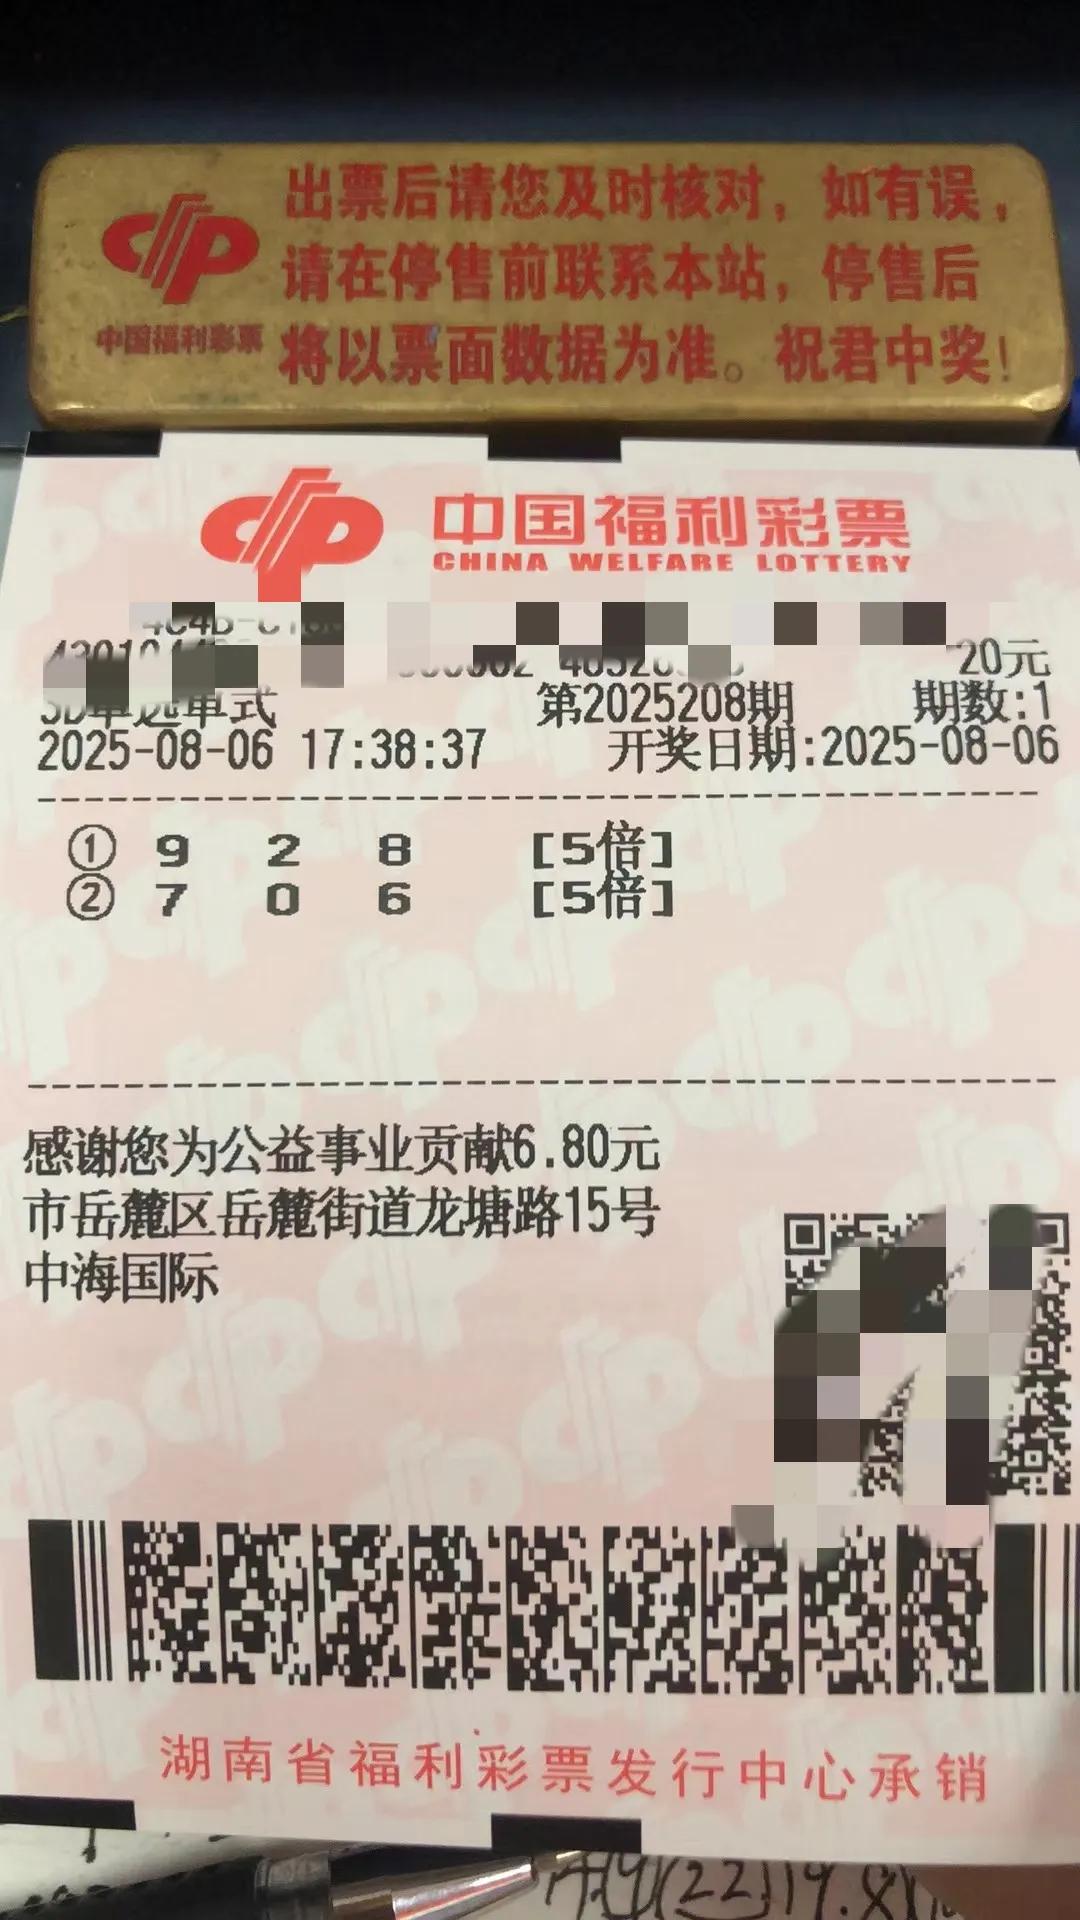 出票后请您及时核对，如有误，
请在停售前联系本站，停售后
将以票面数据为准。祝君中奖！
中国福利彩票
中国福利彩票
CHINA WELFARE LOTTERY
20元
3D单选单式 第2025208期 期数:1
2025-08-06 17:38:37 开奖日期:2025-08-06
① 9 2 8 [5倍]
② 7 0 6 [5倍]
感谢您为公益事业贡献6.80元
市岳麓区岳麓街道龙塘路15号
中海国际
湖南省福利彩票发行中心承销